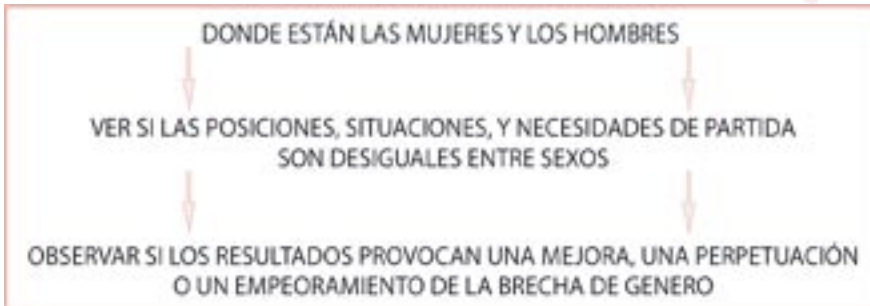 DONDE ESTÁN LAS MUJERES Y LOS HOMBRES
VER SI LAS POSICIONES, SITUACIONES, Y NECESIDADES DE PARTIDA
SON DESIGUALES ENTRE SEXOS
OBSERVAR SI LOS RESULTADOS PROVOCAN UNA MEJORA, UNA PERPETUACIÓN
O UN EMPEORAMIENTO DE LA BRECHA DE GENERO